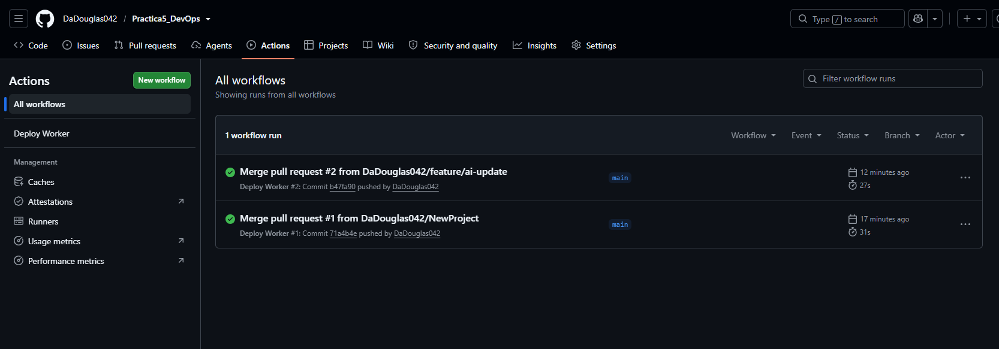 DaDouglas042 / Practica5_DevOps
Type / to search
Code
Issues
Pull requests
Agents
Actions
Projects
Wiki
Security and quality
Insights
Settings
Actions
New workflow
All workflows
Deploy Worker
Management
Caches
Attestations
Runners
Usage metrics
Performance metrics
All workflows
Showing runs from all workflows
Filter workflow runs
1 workflow run
Workflow
Event
Status
Branch
Actor
Merge pull request #2 from DaDouglas042/feature/ai-update
Deploy Worker #2: Commit b47fa90 pushed by DaDouglas042
main
12 minutes ago
27s
Merge pull request #1 from DaDouglas042/NewProject
Deploy Worker #1: Commit 71a4b4e pushed by DaDouglas042
main
17 minutes ago
31s